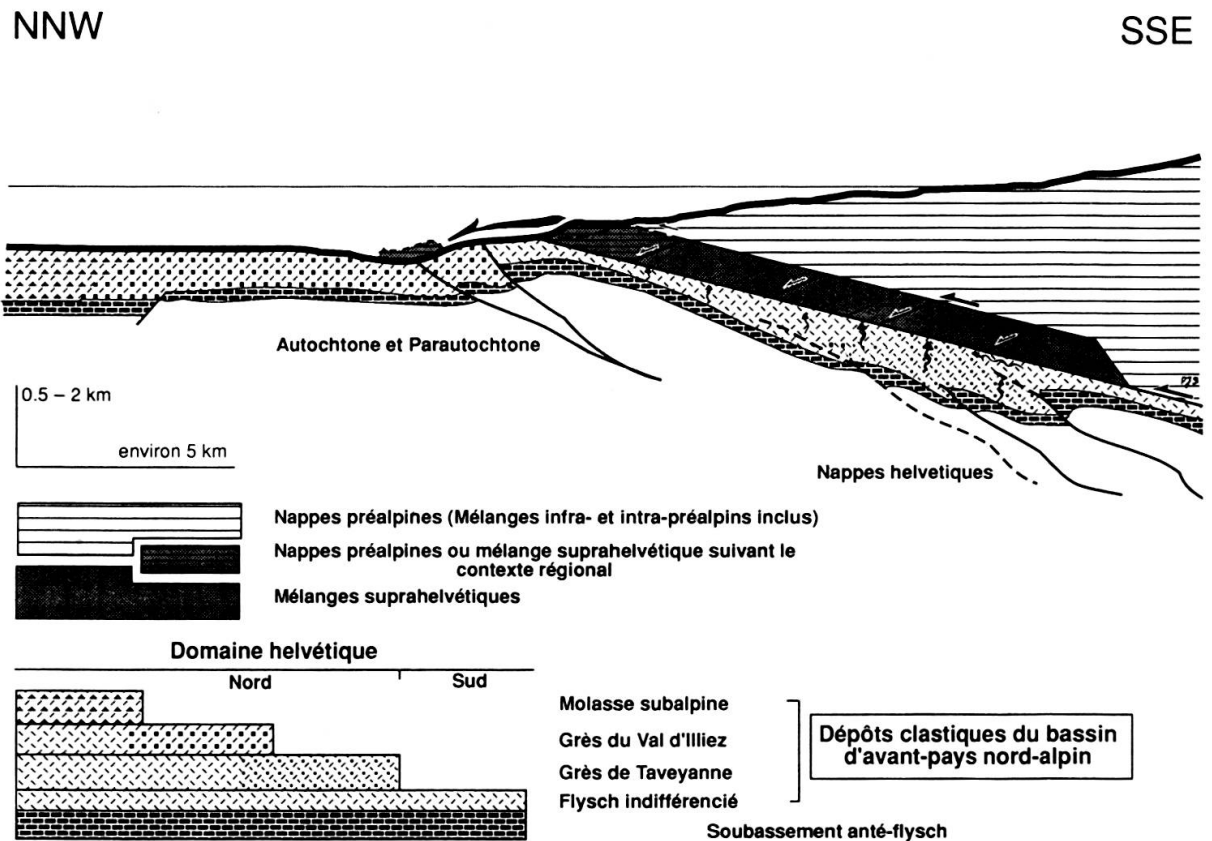 NNW
SSE
Autochtone et Parautochtone
0.5 – 2 km
environ 5 km
Nappes helvetiques
Nappes préalpines (Mélanges infra- et intra-préalpins inclus)
Nappes préalpines ou mélange suprahelvétique suivant le
contexte régional
Mélanges suprahelvétiques
Domaine helvétique
Nord
Sud
Molasse subalpine
Grès du Val d'Illiez
Grès de Taveyanne
Flysch indifférencié
Dépôts clastiques du bassin
d'avant-pays nord-alpin
Soubassement anté-flysch